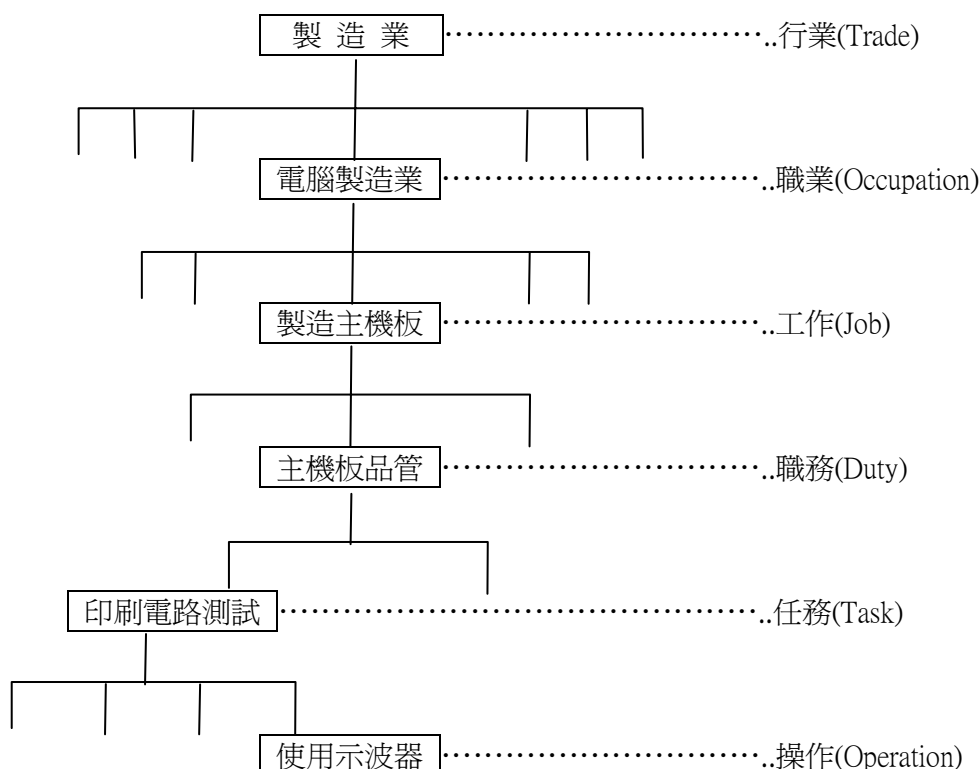 製 造 業…………………………..行業(Trade)
電腦製造業…………………………..職業(Occupation)
製造主機板…………………………..工作(Job)
主機板品管…………………………..職務(Duty)
印刷電路測試………………………………………..任務(Task)
使用示波器…………………………..操作(Operation)